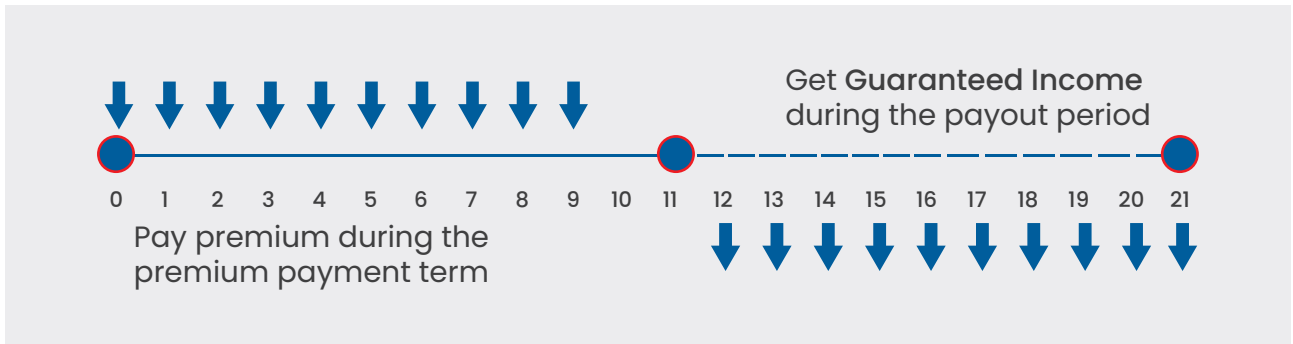 Get Guaranteed Income
during the payout period
0 1 2 3 4 5 6 7 8 9 10 11 12 13 14 15 16 17 18 19 20 21
Pay premium during the
premium payment term